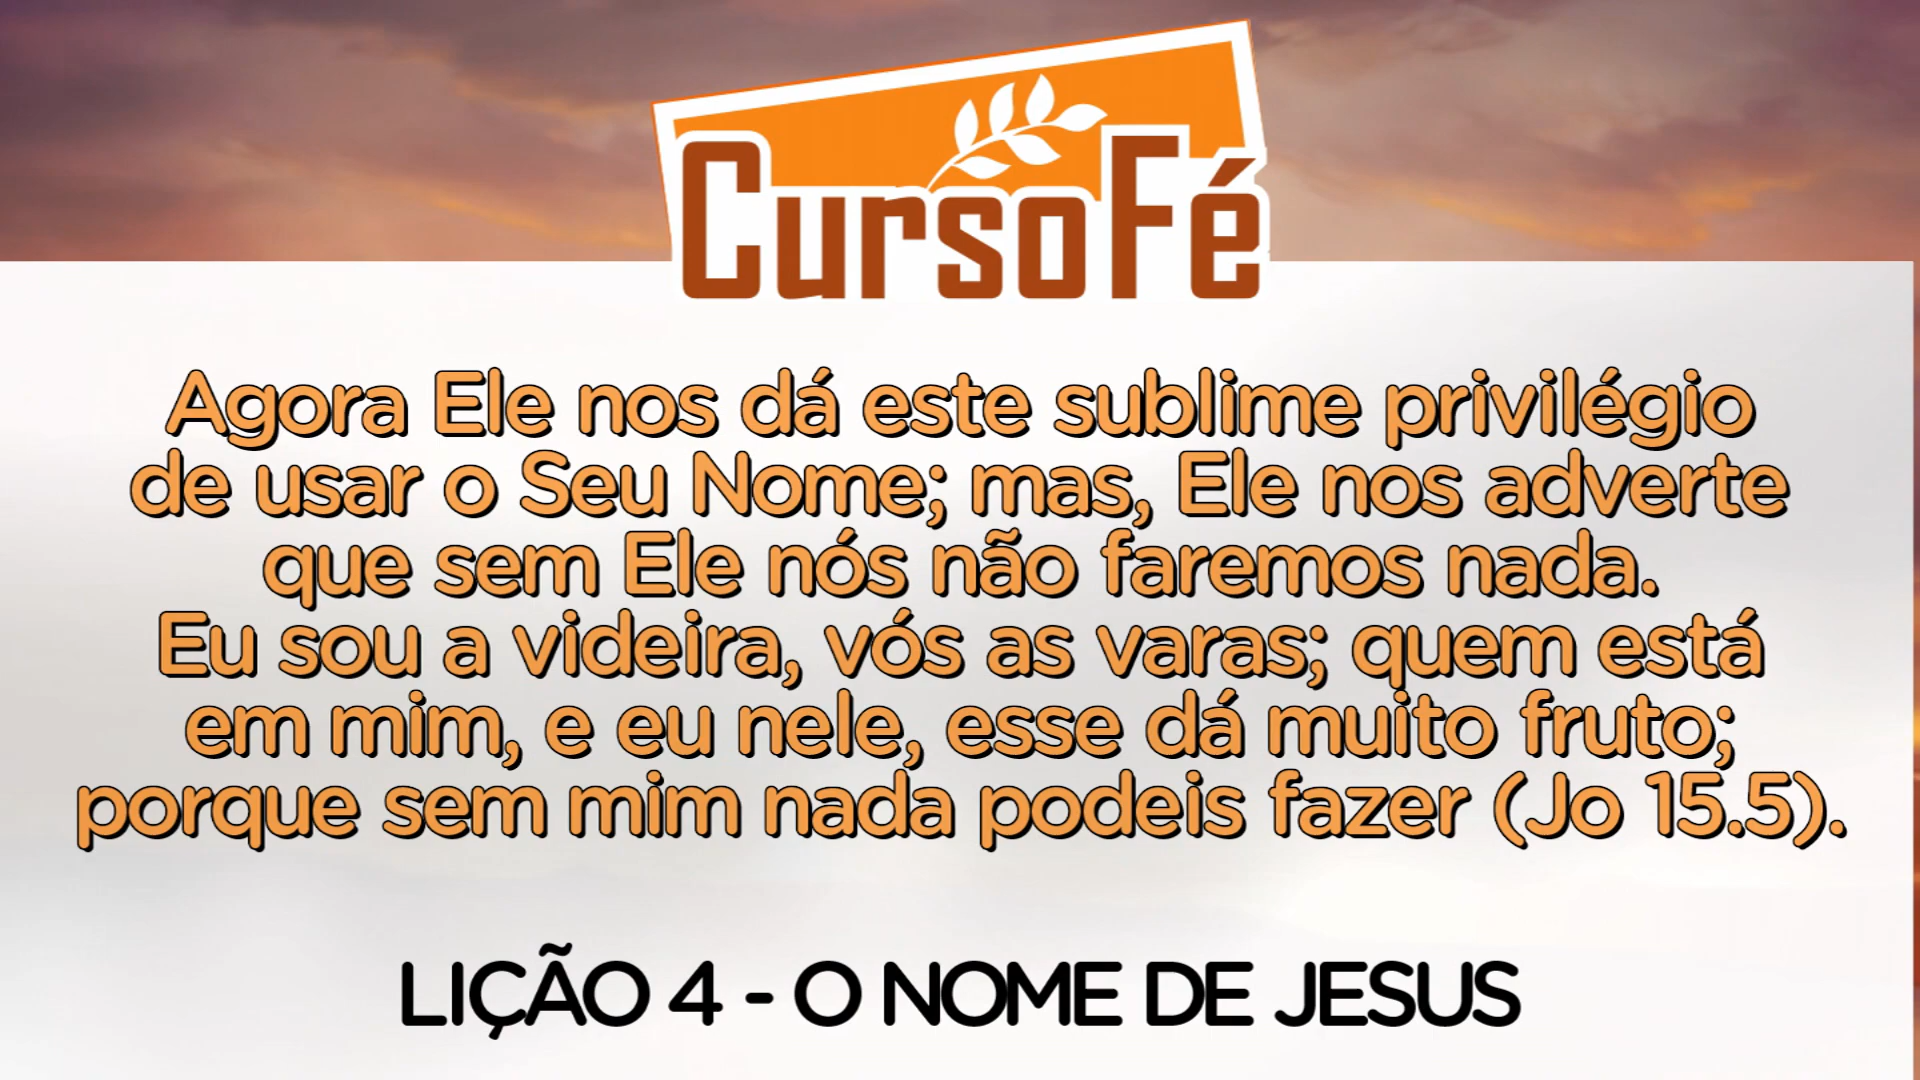 CursoFé
Agora Ele nos dá este sublime privilégio
de usar o Seu Nome; mas, Ele nos adverte
que sem Ele nós não faremos nada.
Eu sou a videira, vós as varas; quem está
em mim, e eu nele, esse dá muito fruto;
porque sem mim nada podeis fazer (Jo 15.5).
LIÇÃO 4 - O NOME DE JESUS